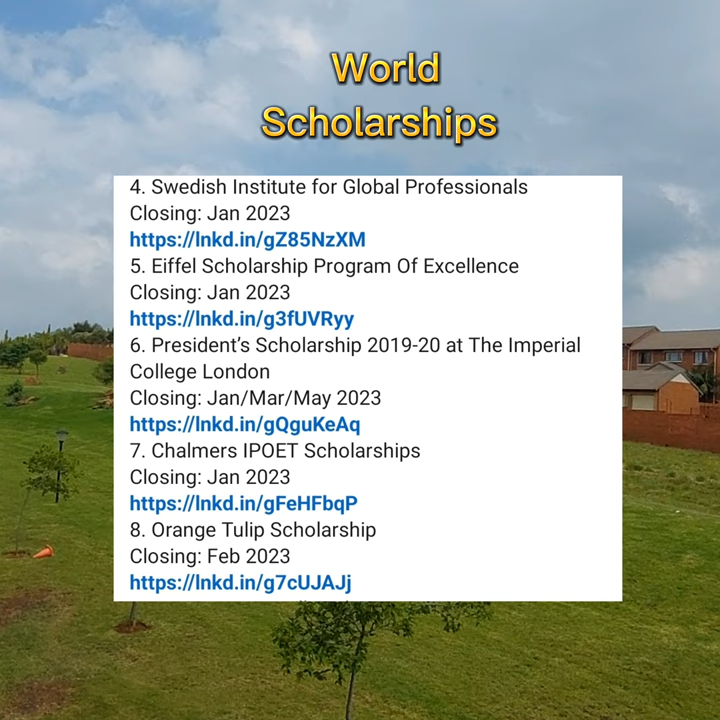 World
Scholarships
4. Swedish Institute for Global Professionals
Closing: Jan 2023
https://lnkd.in/gZ85NzXM
5. Eiffel Scholarship Program Of Excellence
Closing: Jan 2023
https://lnkd.in/g3fUVRyy
6. President’s Scholarship 2019-20 at The Imperial
College London
Closing: Jan/Mar/May 2023
https://lnkd.in/gQguKeAq
7. Chalmers IPOET Scholarships
Closing: Jan 2023
https://lnkd.in/gFeHFbqP
8. Orange Tulip Scholarship
Closing: Feb 2023
https://lnkd.in/g7cUJAJj